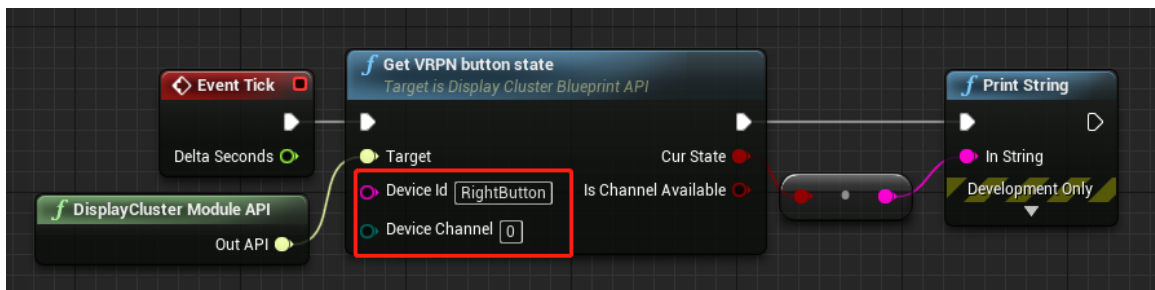 Event Tick
Delta Seconds
f DisplayCluster Module API
Out API
f Get VRPN button state
Target is Display Cluster Blueprint API
Target
Cur State
Device Id RightButton
Is Channel Available
Device Channel 0
f Print String
In String
Development Only